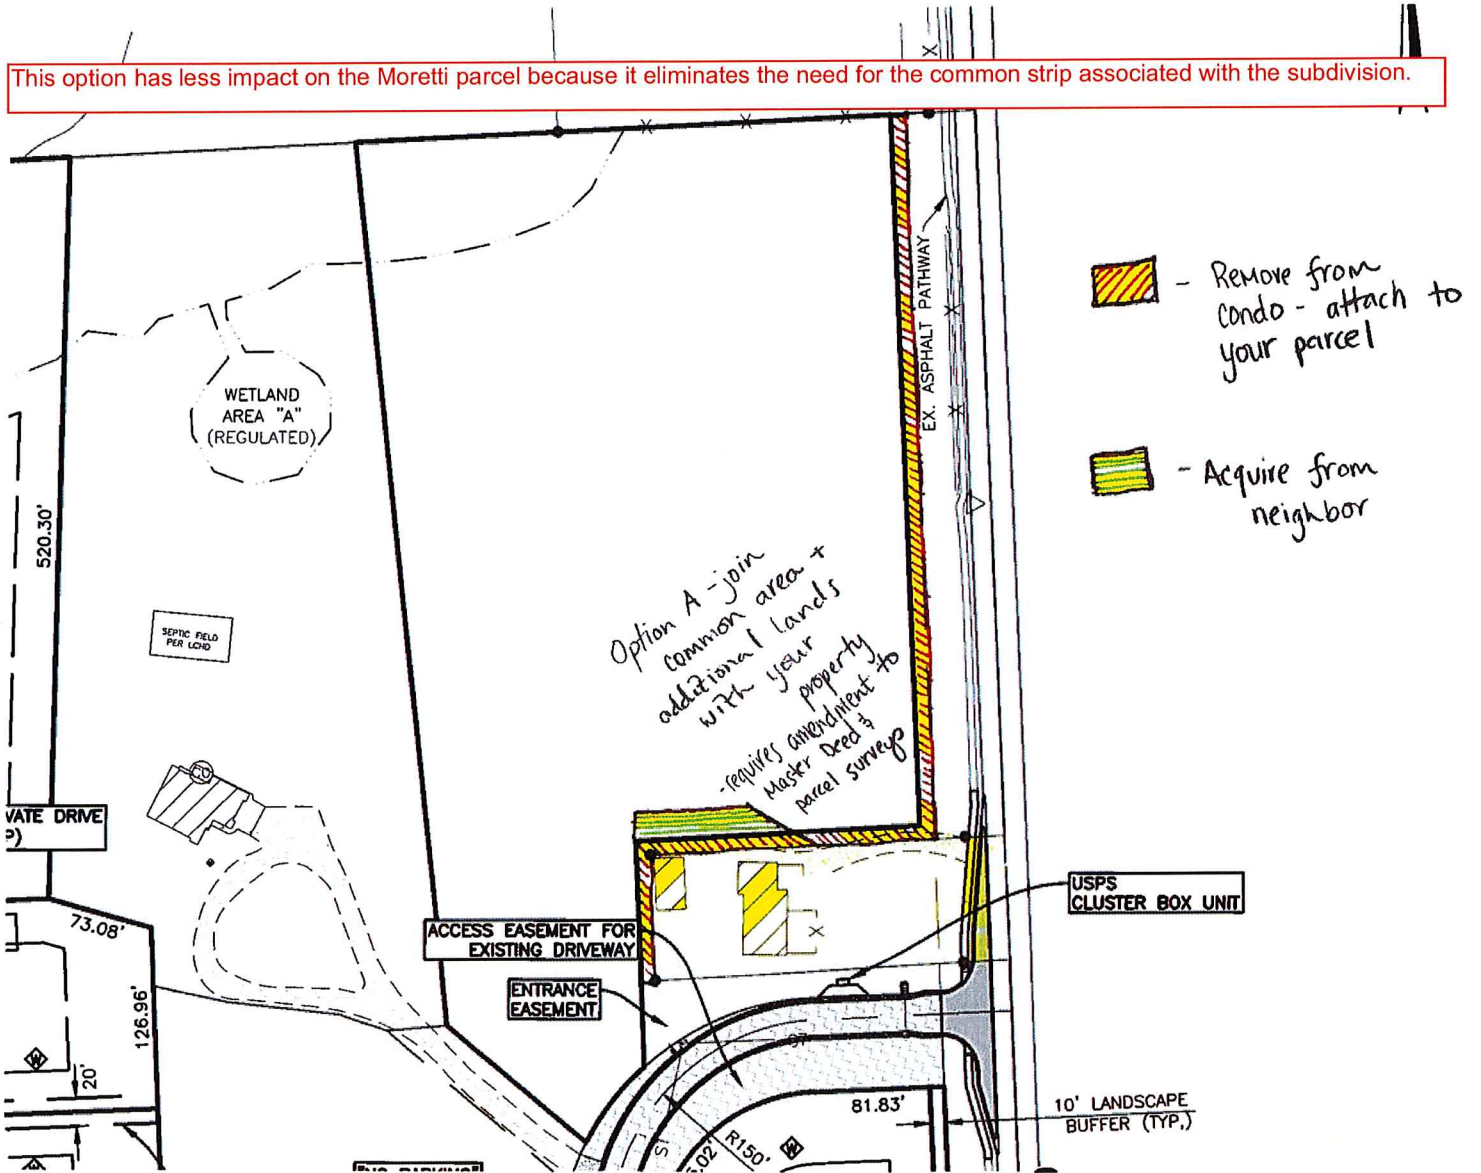 This option has less impact on the Moretti parcel because it eliminates the need for the common strip associated with the subdivision.
EX. ASPHALT PATHWAY
- Remove from
condo - attach to
your parcel
WETLAND
AREA "A"
(REGULATED)
- Acquire from
neighbor
520.30'
Option A - join
common area +
additional lands
with your
property
- requires amendment to
Master Deed &
parcel surveys
SEPTIC FIELD
PER LCHD
VATE DRIVE
P)
USPS
CLUSTER BOX UNIT
73.08'
ACCESS EASEMENT FOR
EXISTING DRIVEWAY
ENTRANCE
EASEMENT
126.96'
W
20'
81.83'
10' LANDSCAPE
BUFFER (TYP.)
R150'
W
"NO PARKING"